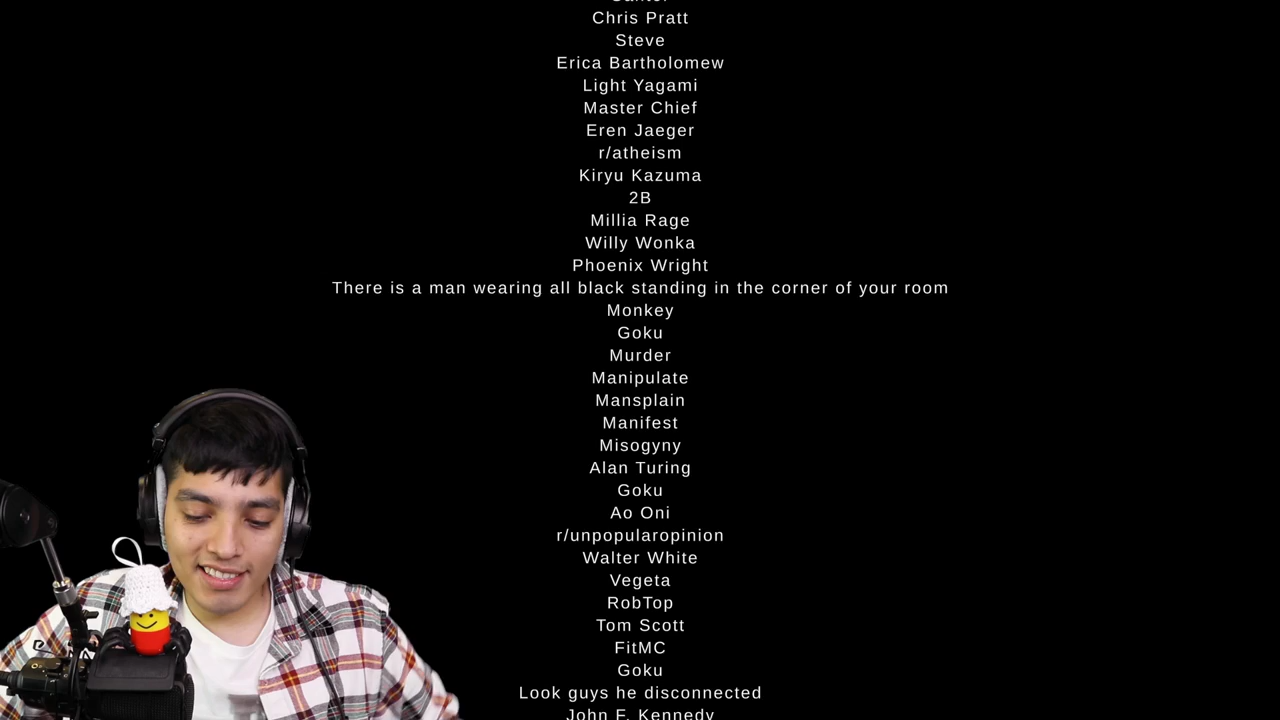 Chris Pratt
Steve
Erica Bartholomew
Light Yagami
Master Chief
Eren Jaeger
r/atheism
Kiryu Kazuma
2B
Millia Rage
Willy Wonka
Phoenix Wright
There is a man wearing all black standing in the corner of your room
Monkey
Goku
Murder
Manipulate
Mansplain
Manifest
Misogyny
Alan Turing
Goku
Ao Oni
r/unpopularopinion
Walter White
Vegeta
RobTop
Tom Scott
FitMC
Goku
Look guys he disconnected
John F. Kennedy